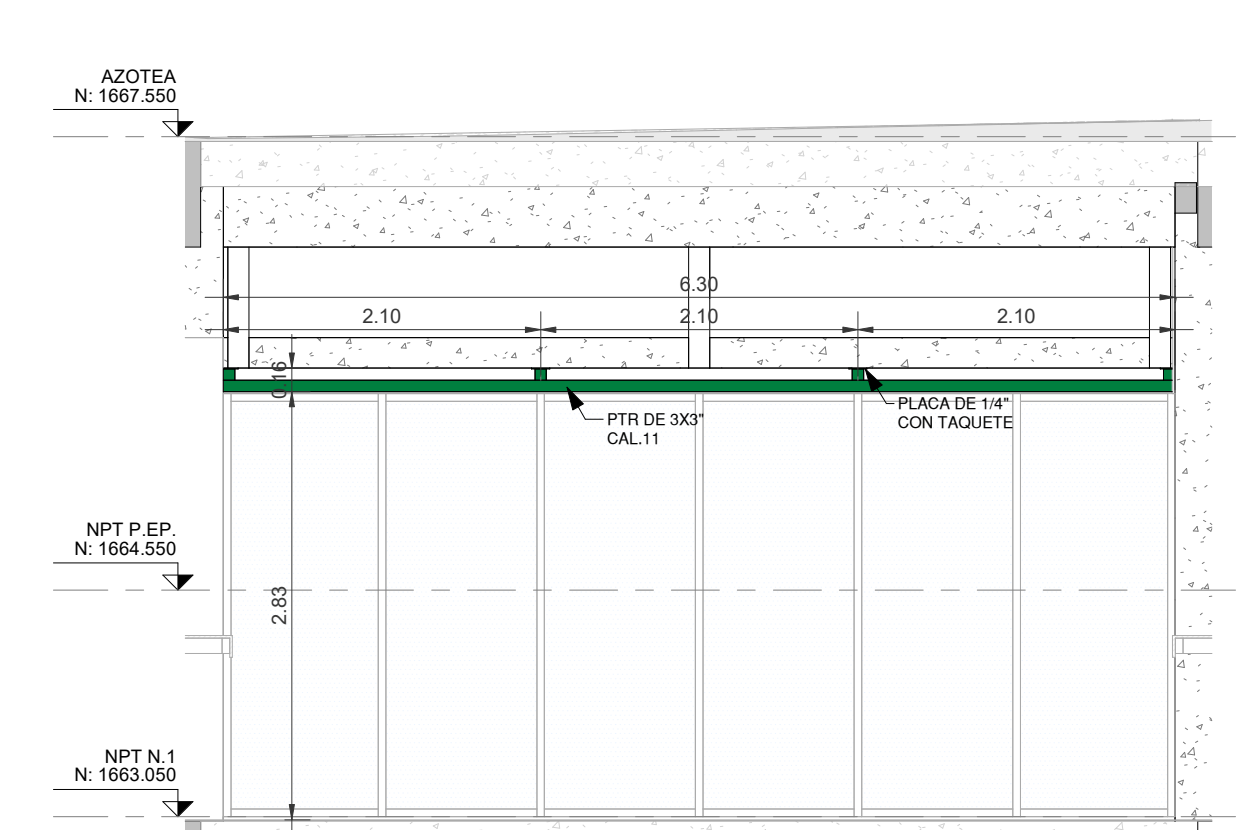 AZOTEA
N: 1667.550
6.30
2.10
2.10
2.10
0.16
PLACA DE 1/4"
CON TAQUETE
PTR DE 3X3"
CAL.11
NPT P.EP.
N: 1664.550
2.83
NPT N.1
N: 1663.050